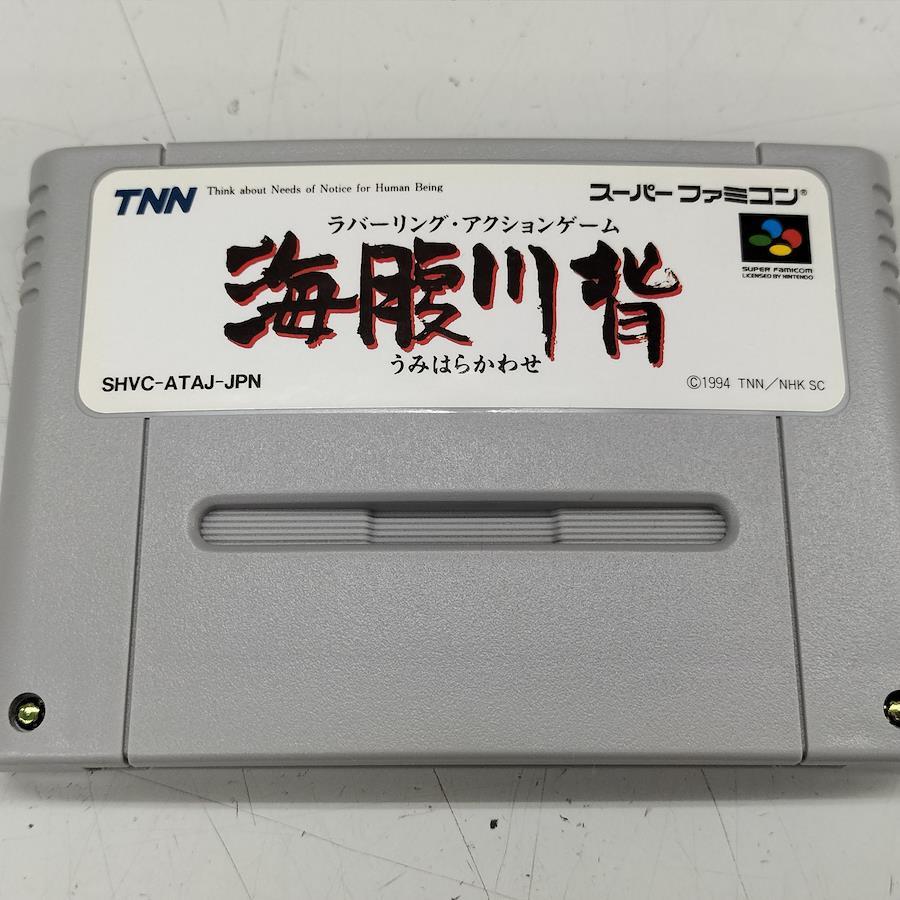 TNN Think about Needs of Notice for Human Being
スーパーファミコン®
ラバーリング・アクションゲーム
海腹川背
うみはらかわせ
SUPER FAMICOM
LICENSED BY NINTENDO
SHVC-ATAJ-JPN
©1994 TNN/NHK SC